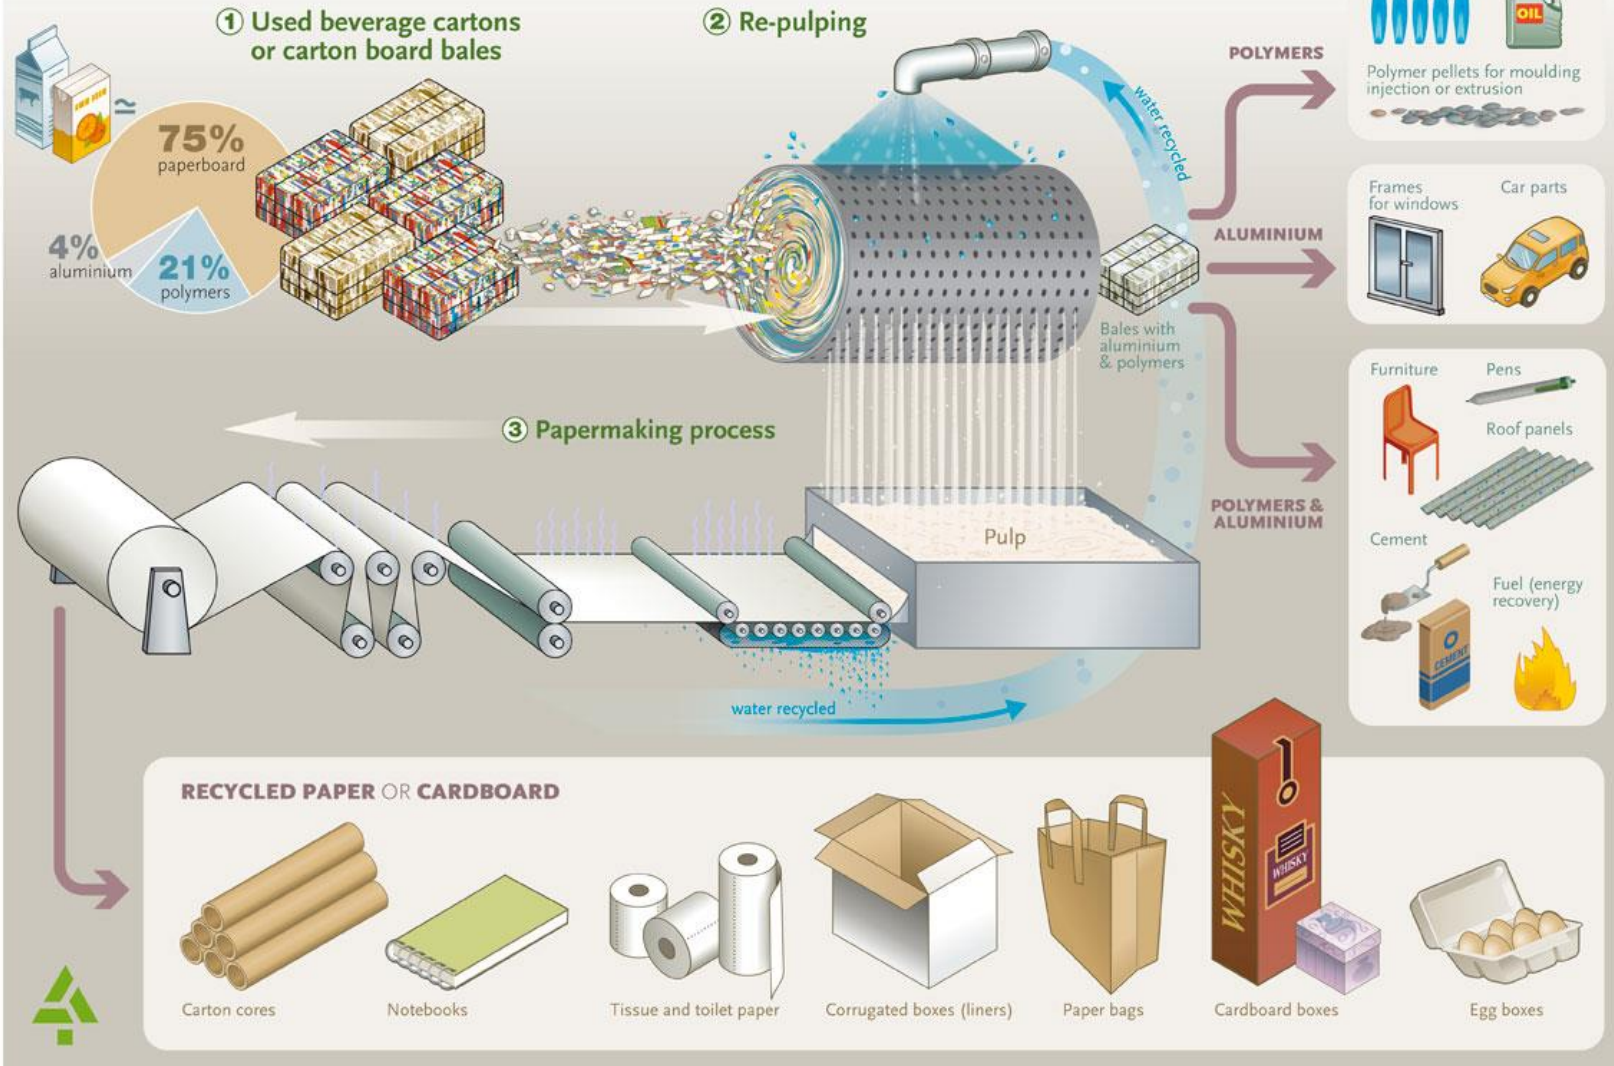 ① Used beverage cartons
or carton board bales
75%
paperboard
4%
aluminium
21%
polymers
② Re-pulping
water recycled
Bales with
aluminium
& polymers
POLYMERS
OIL
Polymer pellets for moulding
injection or extrusion
ALUMINIUM
Frames
for windows
Car parts
POLYMERS &
ALUMINIUM
Furniture
Pens
Roof panels
Cement
CEMENT
Fuel (energy
recovery)
③ Papermaking process
Pulp
water recycled
RECYCLED PAPER OR CARDBOARD
WHISKY
WHISKY
Carton cores
Notebooks
Tissue and toilet paper
Corrugated boxes (liners)
Paper bags
Cardboard boxes
Egg boxes